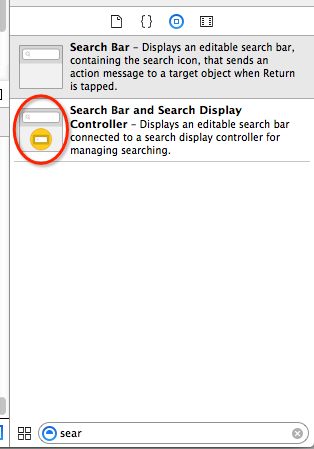 Search Bar – Displays an editable search bar,
containing the search icon, that sends an
action message to a target object when Return
is tapped.
Search Bar and Search Display
Controller – Displays an editable search bar
connected to a search display controller for
managing searching.
sear